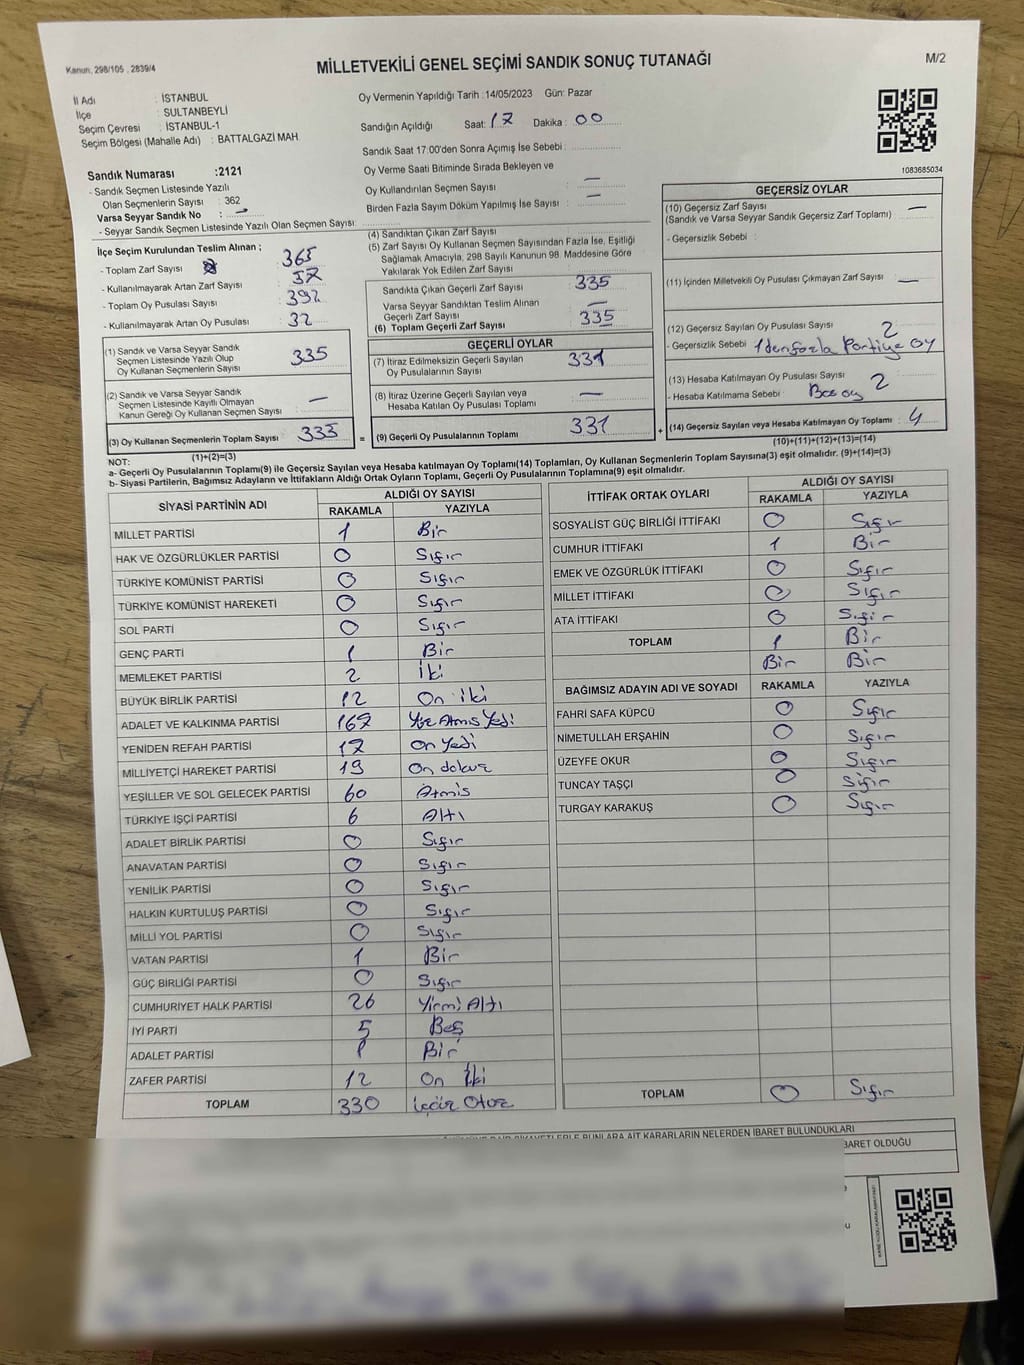 Kanun, 298/105 , 2839/4
MİLLETVEKİLİ GENEL SEÇİMİ SANDIK SONUÇ TUTANAĞI
M/2
İl Adı : İSTANBUL
İlçe : SULTANBEYLİ
Seçim Çevresi : İSTANBUL-1
Seçim Bölgesi (Mahalle Adı) : BATTALGAZİ MAH.
Sandık Numarası :2121
- Sandık Seçmen Listesinde Yazılı
Olan Seçmenlerin Sayısı : 362
Varsa Seyyar Sandık No : –
- Seyyar Sandık Seçmen Listesinde Yazılı Olan Seçmen Sayısı:
Oy Vermenin Yapıldığı Tarih :14/05/2023 Gün: Pazar
Sandığın Açıldığı Saat: 17 Dakika : 00
Sandık Saat 17:00'den Sonra Açımış İse Sebebi :
Oy Verme Saati Bitiminde Sırada Bekleyen ve
Oy Kullandırılan Seçmen Sayısı : —
Birden Fazla Sayım Döküm Yapılmış İse Sayısı : —
1083685034
İlçe Seçim Kurulundan Teslim Alınan ;
- Toplam Zarf Sayısı 365
- Kullanılmayarak Artan Zarf Sayısı : 37
- Toplam Oy Pusulası Sayısı : 392
- Kullanılmayarak Artan Oy Pusulası : 32
(1) Sandık ve Varsa Seyyar Sandık
Seçmen Listesinde Yazılı Olup
Oy Kullanan Seçmenlerin Sayısı : 335
(2) Sandık ve Varsa Seyyar Sandık
Seçmen Listesinde Kayıtlı Olmayan
Kanun Gereği Oy Kullanan Seçmen Sayısı : —
(3) Oy Kullanan Seçmenlerin Toplam Sayısı : 335
(1)+(2)=(3)
(4) Sandıktan Çıkan Zarf Sayısı :
(5) Zarf Sayısı Oy Kullanan Seçmen Sayısından Fazla İse, Eşitliği
Sağlamak Amacıyla, 298 Sayılı Kanunun 98. Maddesine Göre
Yakılarak Yok Edilen Zarf Sayısı :
Sandıkta Çıkan Geçerli Zarf Sayısı : 335
Varsa Seyyar Sandıktan Teslim Alınan
Geçerli Zarf Sayısı : —
(6) Toplam Geçerli Zarf Sayısı : 335
GEÇERLİ OYLAR
(7) İtiraz Edilmeksizin Geçerli Sayılan
Oy Pusulalarının Sayısı : 331
(8) İtiraz Üzerine Geçerli Sayılan veya
Hesaba Katılan Oy Pusulası Toplamı : —
= (9) Geçerli Oy Pusulalarının Toplamı : 331 +
GEÇERSİZ OYLAR
(10) Geçersiz Zarf Sayısı : —
(Sandık ve Varsa Seyyar Sandık Geçersiz Zarf Toplamı)
- Geçersizlik Sebebi :
(11) İçinden Milletvekili Oy Pusulası Çıkmayan Zarf Sayısı : —
(12) Geçersiz Sayılan Oy Pusulası Sayısı : 2
- Geçersizlik Sebebi : 1 den fazla Partiye Oy
(13) Hesaba Katılmayan Oy Pusulası Sayısı : 2
- Hesaba Katılmama Sebebi : Boş oy
(14) Geçersiz Sayılan veya Hesaba Katılmayan Oy Toplamı : 4
(10)+(11)+(12)+(13)=(14)
NOT:
a- Geçerli Oy Pusulalarının Toplamı(9) ile Geçersiz Sayılan veya Hesaba katılmayan Oy Toplamı(14) Toplamları, Oy Kullanan Seçmenlerin Toplam Sayısına(3) eşit olmalıdır. (9)+(14)=(3)
b- Siyasi Partilerin, Bağımsız Adayların ve İttifakların Aldığı Ortak Oyların Toplamı, Geçerli Oy Pusulalarının Toplamına(9) eşit olmalıdır.
SİYASİ PARTİNİN ADI ALDIĞI OY SAYISI
RAKAMLA YAZIYLA
MİLLET PARTİSİ 1 Bir
HAK VE ÖZGÜRLÜKLER PARTİSİ 0 Sıfır
TÜRKİYE KOMÜNİST PARTİSİ 0 Sıfır
TÜRKİYE KOMÜNİST HAREKETİ 0 Sıfır
SOL PARTİ 0 Sıfır
GENÇ PARTİ 1 Bir
MEMLEKET PARTİSİ 2 İki
BÜYÜK BİRLİK PARTİSİ 12 On iki
ADALET VE KALKINMA PARTİSİ 167 Yüz Atmış Yedi
YENİDEN REFAH PARTİSİ 17 On Yedi
MİLLİYETÇİ HAREKET PARTİSİ 19 On dokuz
YEŞİLLER VE SOL GELECEK PARTİSİ 60 Atmış
TÜRKİYE İŞÇİ PARTİSİ 6 Altı
ADALET BİRLİK PARTİSİ 0 Sıfır
ANAVATAN PARTİSİ 0 Sıfır
YENİLİK PARTİSİ 0 Sıfır
HALKIN KURTULUŞ PARTİSİ 0 Sıfır
MİLLİ YOL PARTİSİ 0 Sıfır
VATAN PARTİSİ 1 Bir
GÜÇ BİRLİĞİ PARTİSİ 0 Sıfır
CUMHURİYET HALK PARTİSİ 26 Yirmi Altı
İYİ PARTİ 5 Beş
ADALET PARTİSİ 1 Bir
ZAFER PARTİSİ 12 On İki
TOPLAM 330 üçyüz Otuz
İTTİFAK ORTAK OYLARI ALDIĞI OY SAYISI
RAKAMLA YAZIYLA
SOSYALİST GÜÇ BİRLİĞİ İTTİFAKI 0 Sıfır
CUMHUR İTTİFAKI 1 Bir
EMEK VE ÖZGÜRLÜK İTTİFAKI 0 Sıfır
MİLLET İTTİFAKI 0 Sıfır
ATA İTTİFAKI 0 Sıfır
TOPLAM 1 Bir
Bir Bir
BAĞIMSIZ ADAYIN ADI VE SOYADI RAKAMLA YAZIYLA
FAHRİ SAFA KÜPCÜ 0 Sıfır
NİMETULLAH ERŞAHİN 0 Sıfır
ÜZEYFE OKUR 0 Sıfır
TUNCAY TAŞÇI 0 Sıfır
TURGAY KARAKUŞ 0 Sıfır
TOPLAM 0 Sıfır
BUNLARA AİT KARARLARIN NELERDEN İBARET BULUNDUKLARI
İBARET OLDUĞU